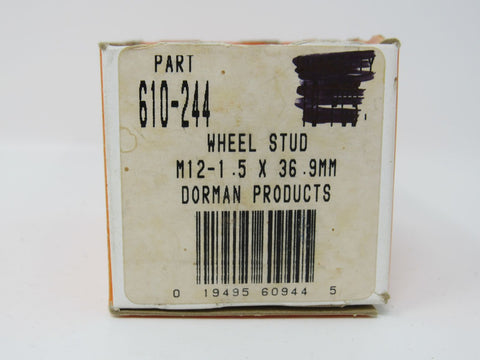 PART
610-244
WHEEL STUD
M12-1.5 X 36.9MM
DORMAN PRODUCTS
0 19495 60944 5